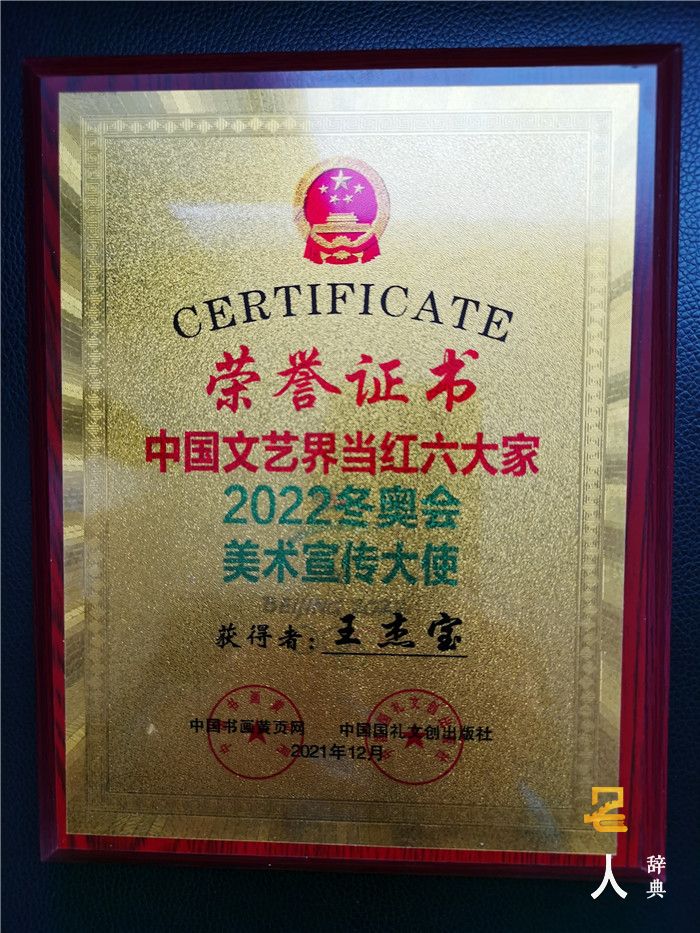 CERTIFICATE
荣誉证书
中国文艺界当红六大家
2022冬奥会
美术宣传大使
获得者：王杰宝
中国书画黄页网 中国国礼文创出版社
2021年12月
名
人
辞典